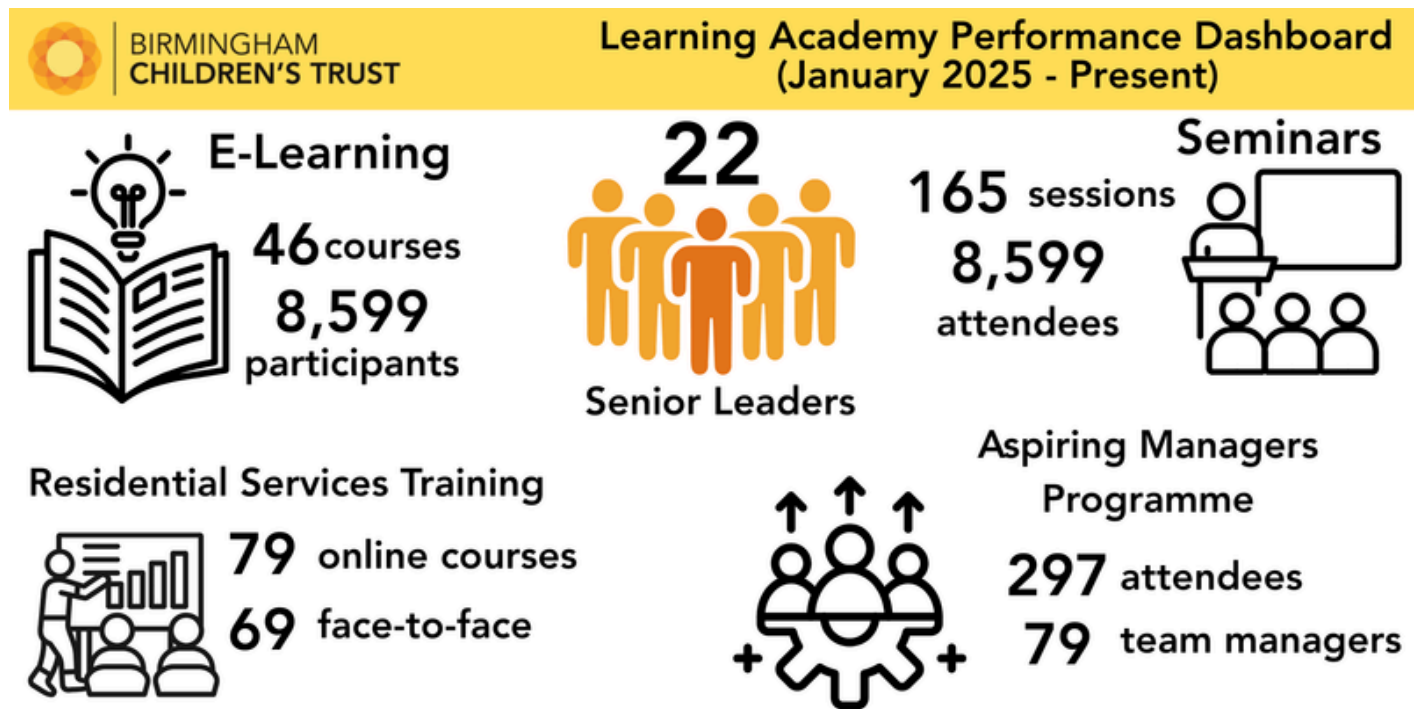 BIRMINGHAM
CHILDREN'S TRUST
Learning Academy Performance Dashboard
(January 2025 - Present)
E-Learning
46 courses
8,599
participants
22
Senior Leaders
Seminars
165 sessions
8,599
attendees
Residential Services Training
79 online courses
69 face-to-face
Aspiring Managers
Programme
297 attendees
79 team managers